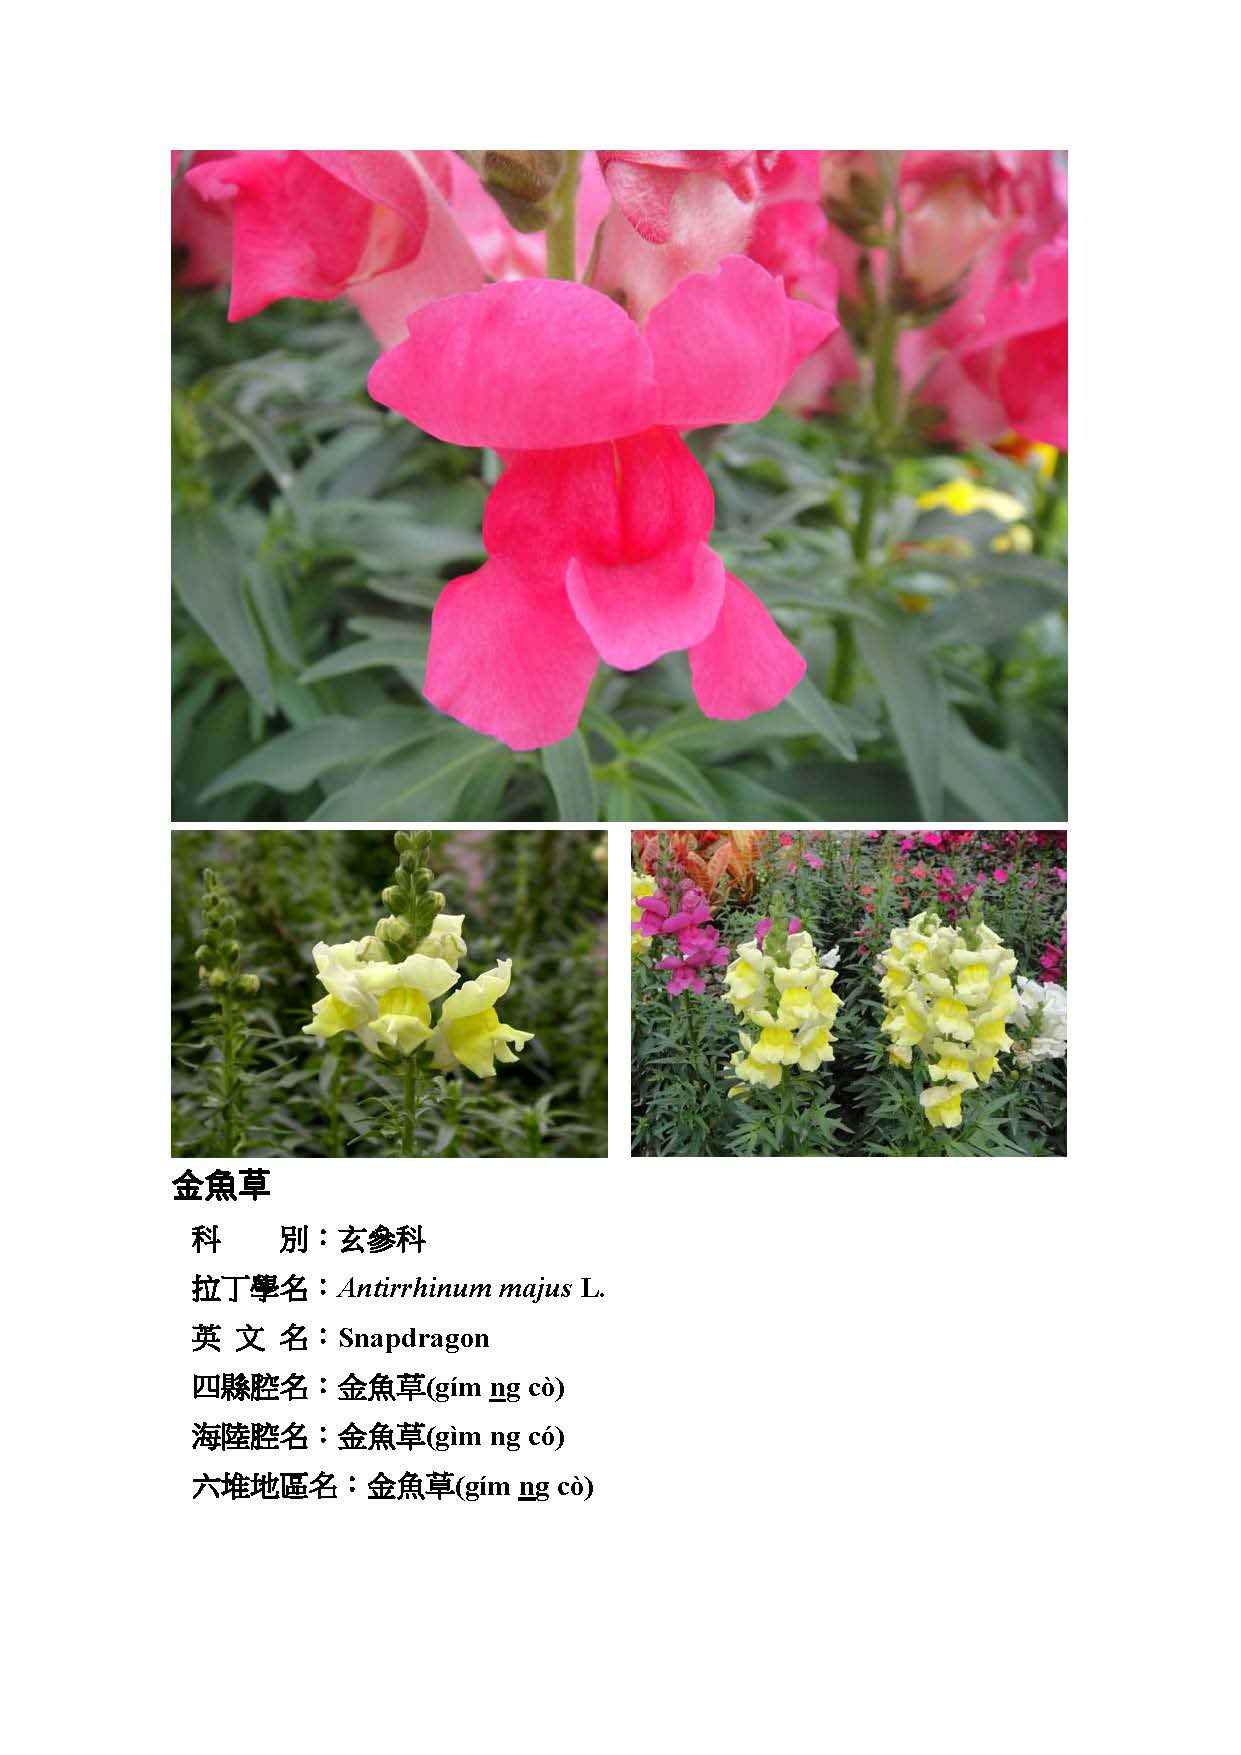 金魚草
科　　別：玄參科
拉丁學名：Antirrhinum majus L.
英 文 名：Snapdragon
四縣腔名：金魚草(gím ng cò)
海陸腔名：金魚草(gìm ng có)
六堆地區名：金魚草(gím ng cò)